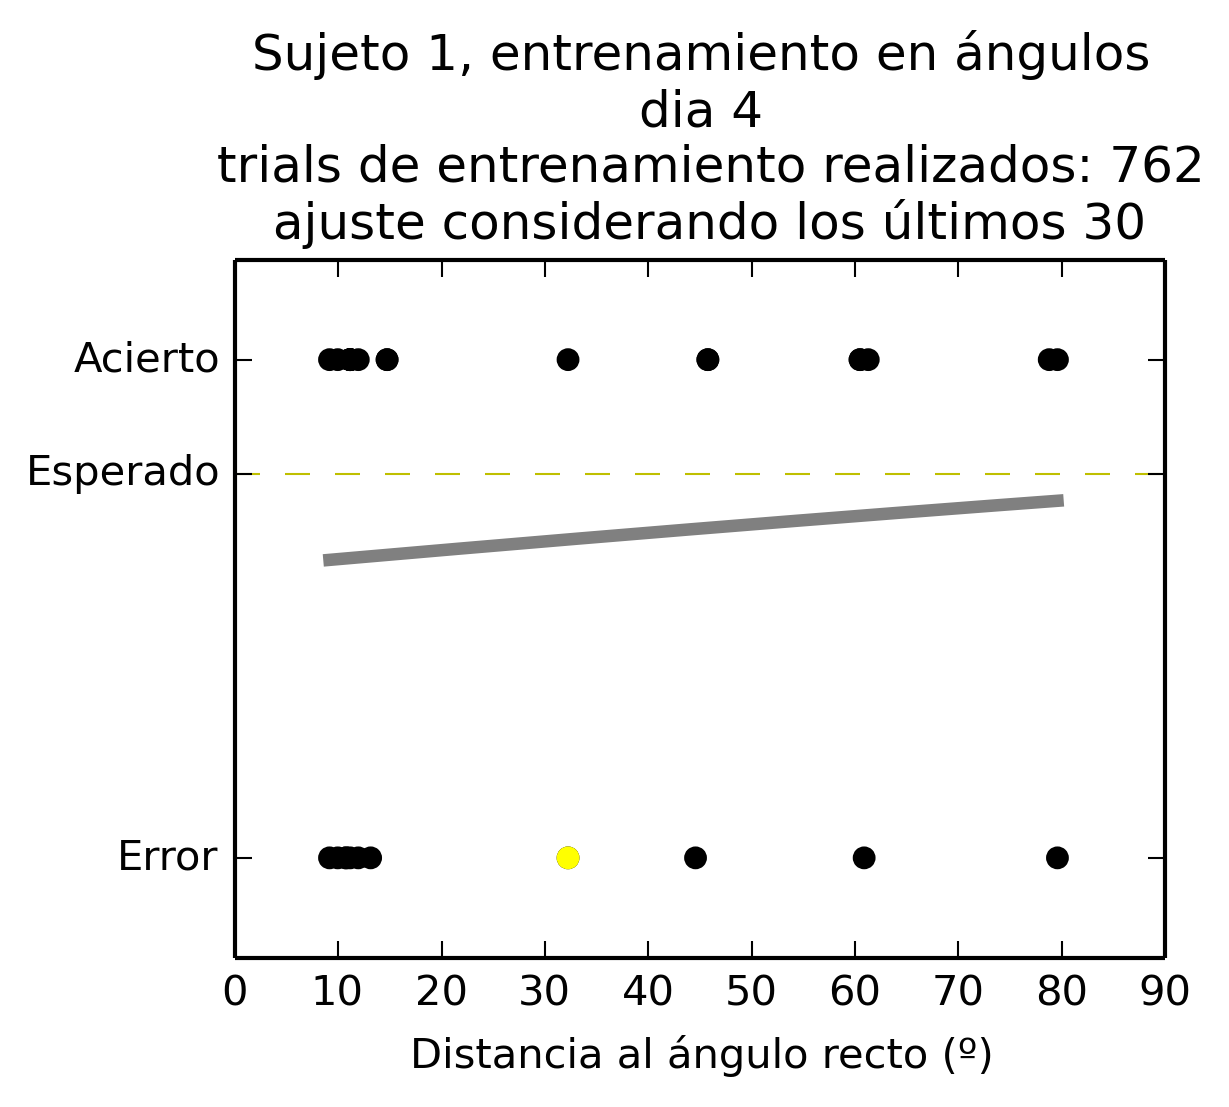 Sujeto 1, entrenamiento en ángulos
dia 4
trials de entrenamiento realizados: 762
ajuste considerando los últimos 30
Acierto
Esperado
Error
0 10 20 30 40 50 60 70 80 90
Distancia al ángulo recto (º)